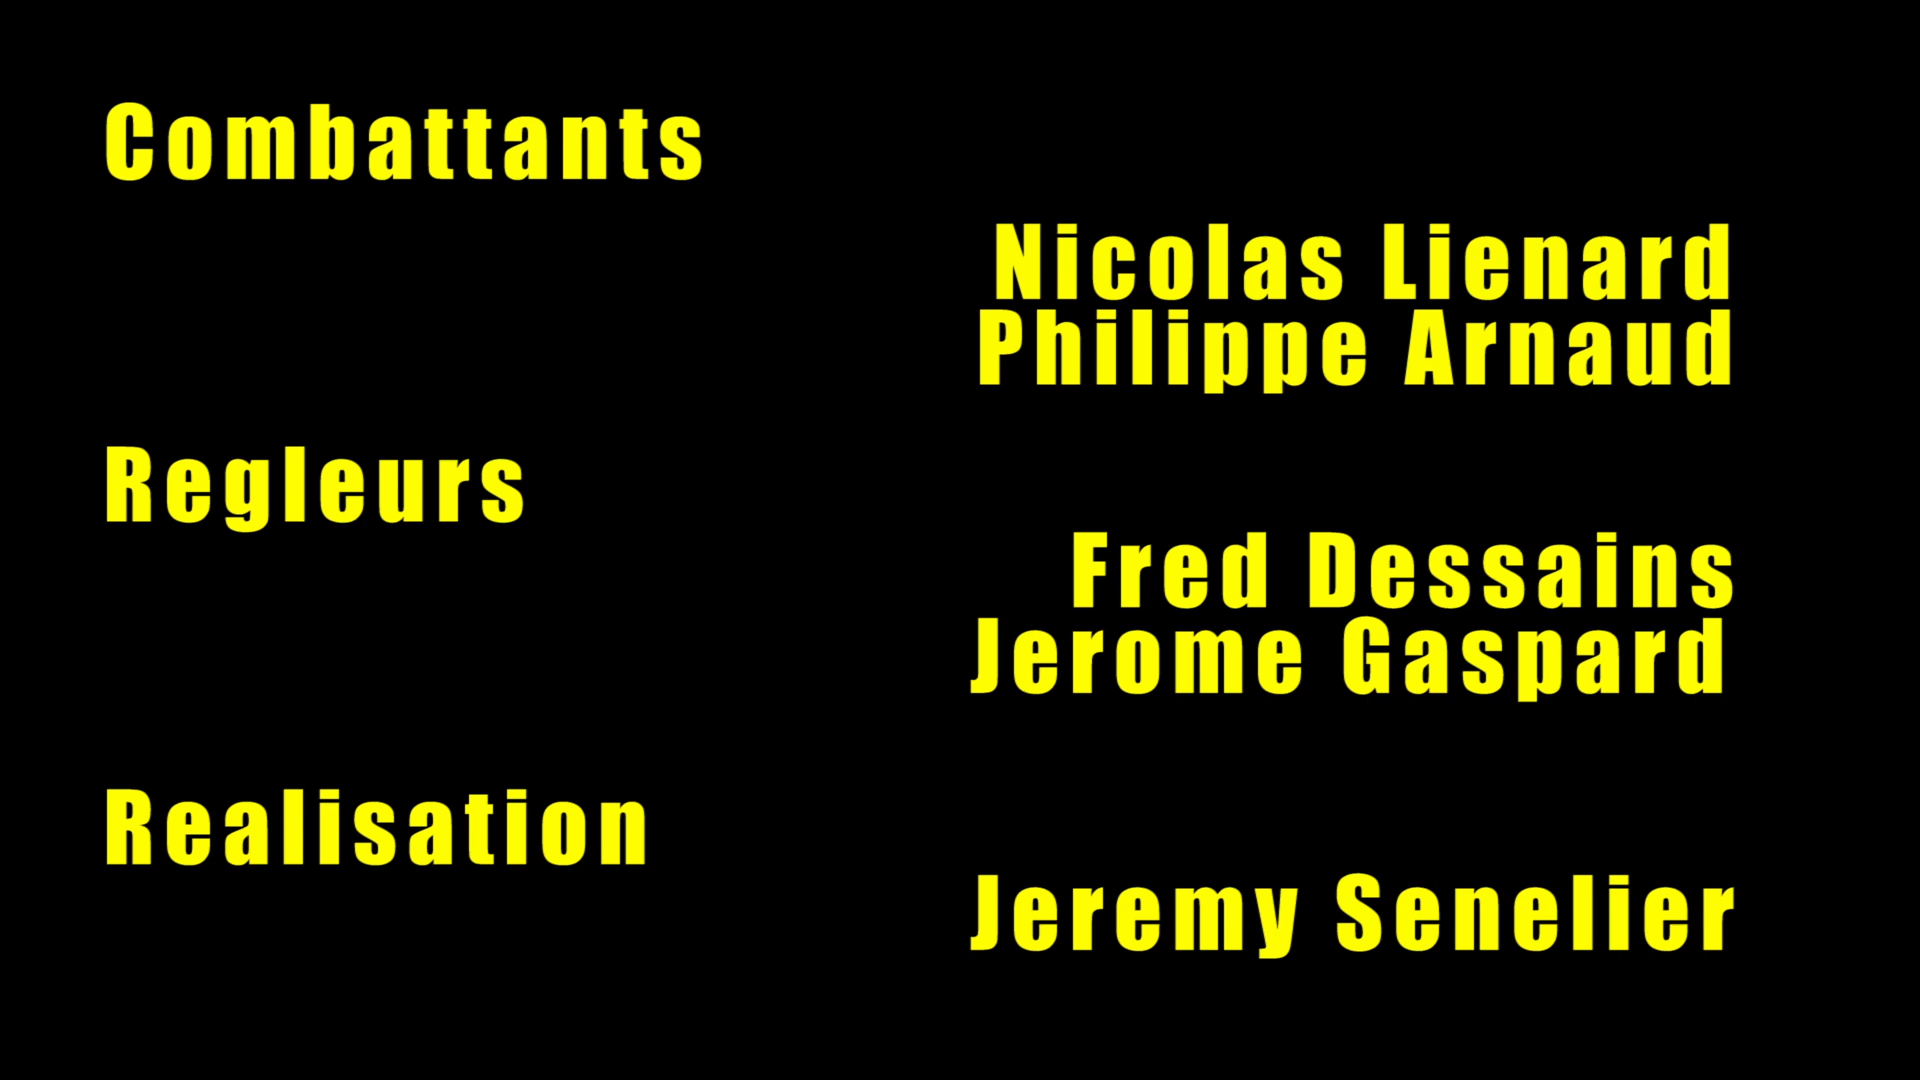 Combattants
Nicolas Lienard
Philippe Arnaud
Regleurs
Fred Dessains
Jerome Gaspard
Realisation
Jeremy Senelier